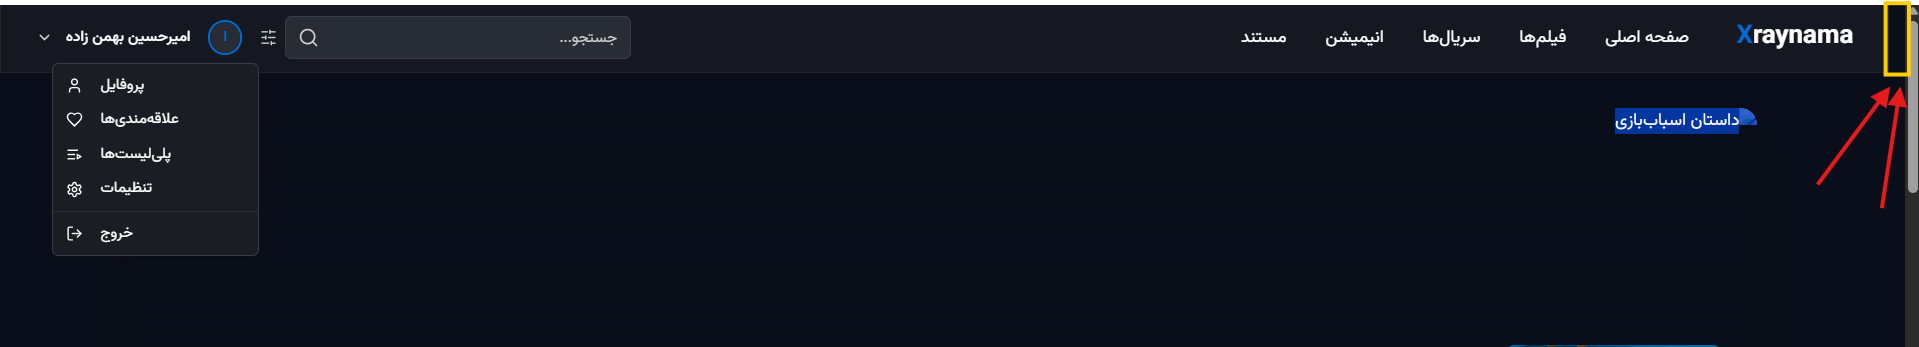 Xraynama
صفحه اصلی
فیلم‌ها
سریال‌ها
انیمیشن
مستند
جستجو...
ا
امیرحسین بهمن زاده
پروفایل
علاقه‌مندی‌ها
پلی‌لیست‌ها
تنظیمات
خروج
داستان اسباب‌بازی